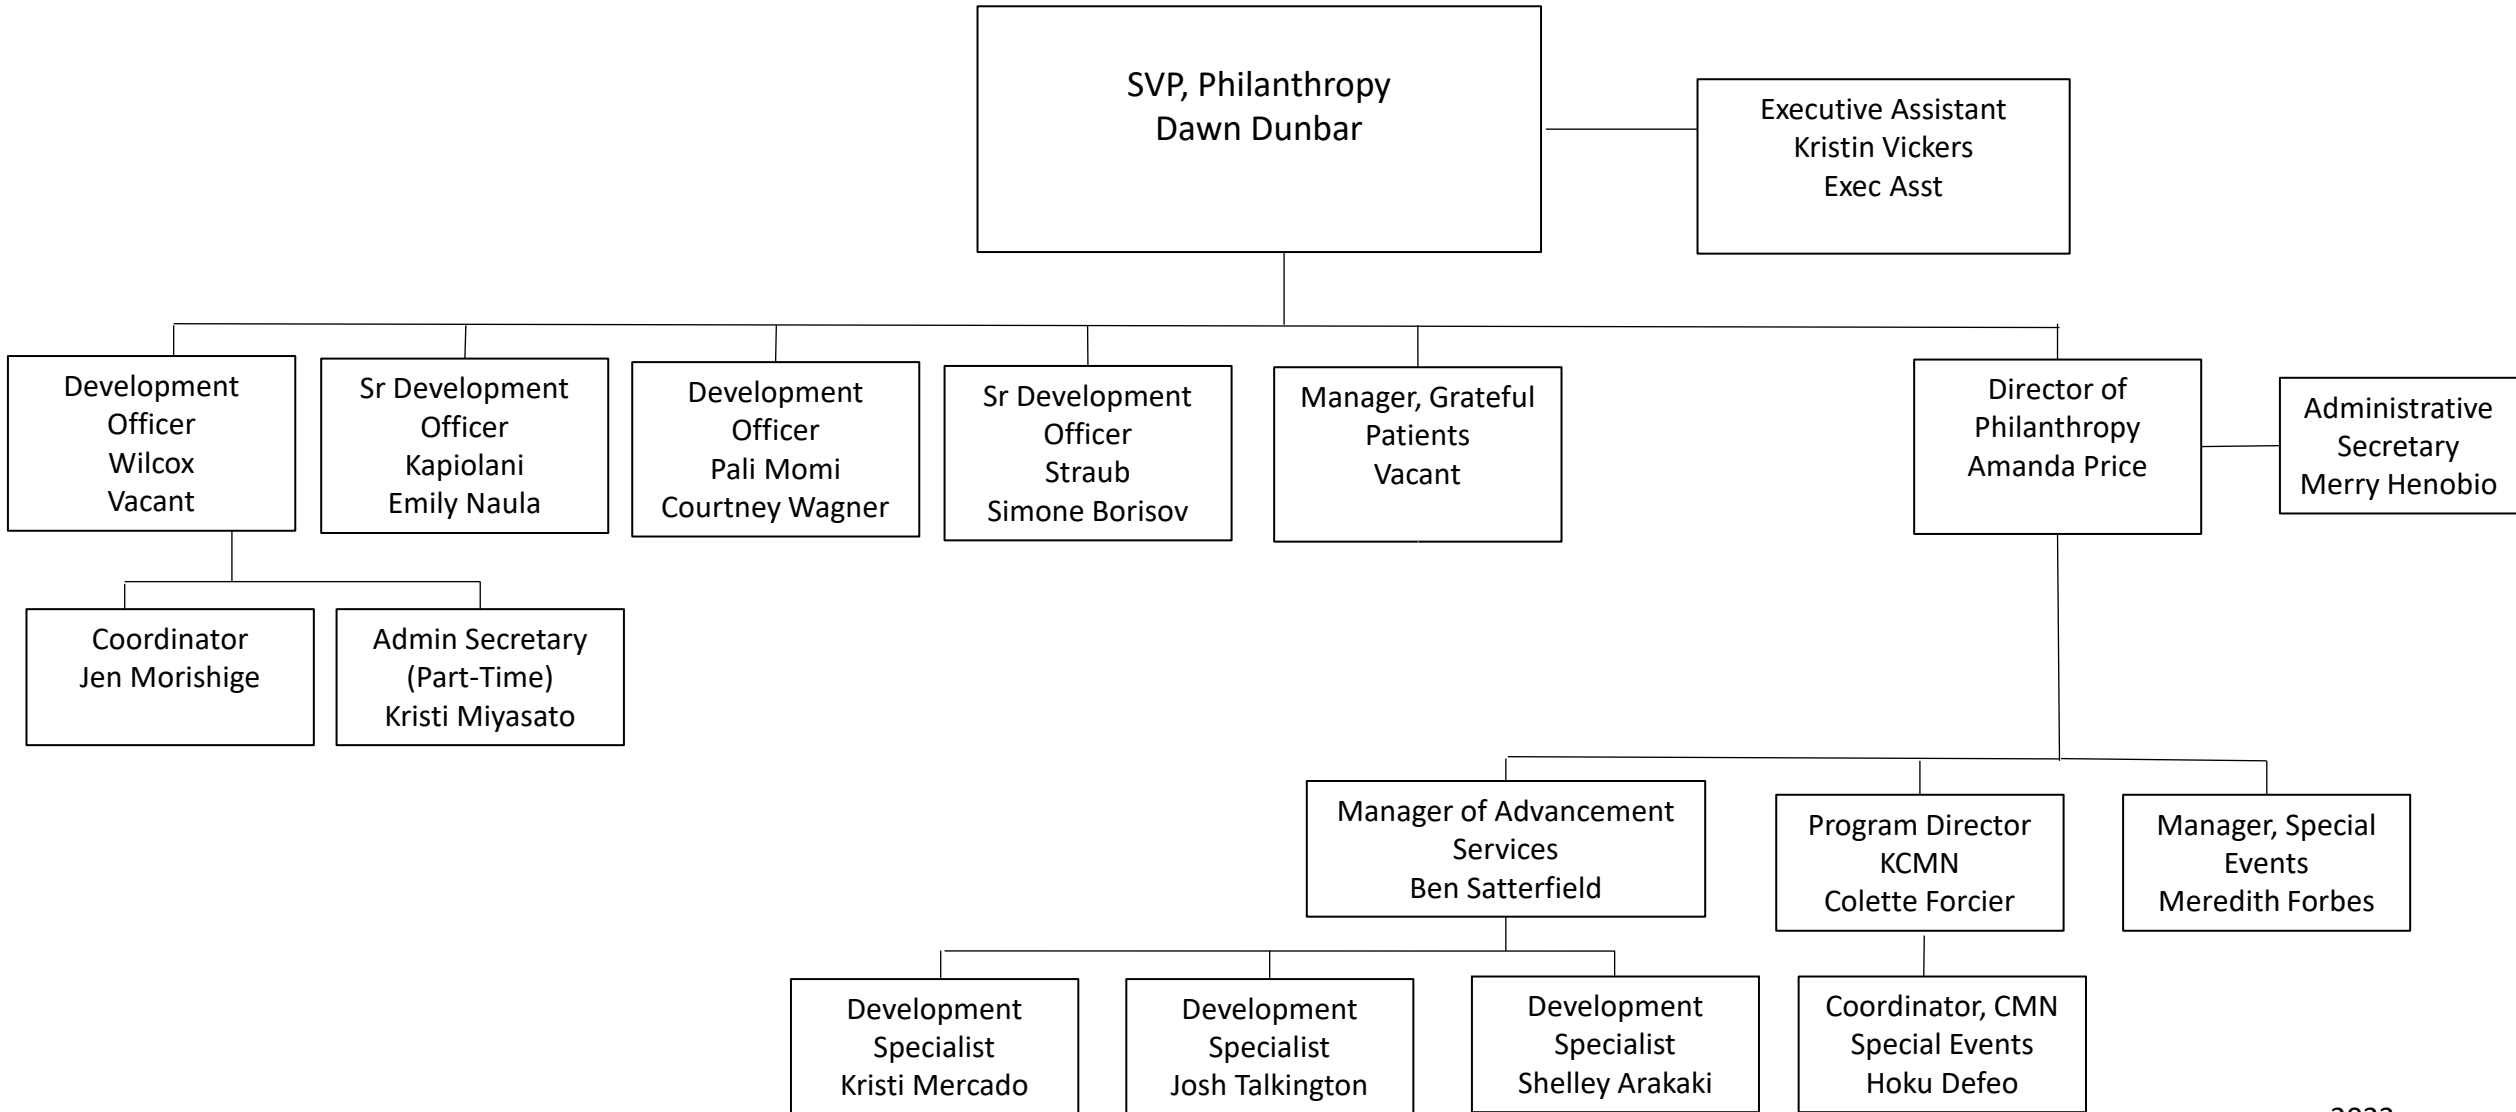 SVP, Philanthropy
Dawn Dunbar
Executive Assistant
Kristin Vickers
Exec Asst
Development
Officer
Wilcox
Vacant
Sr Development
Officer
Kapiolani
Emily Naula
Development
Officer
Pali Momi
Courtney Wagner
Sr Development
Officer
Straub
Simone Borisov
Manager, Grateful
Patients
Vacant
Director of
Philanthropy
Amanda Price
Administrative
Secretary
Merry Henobio
Coordinator
Jen Morishige
Admin Secretary
(Part-Time)
Kristi Miyasato
Manager of Advancement
Services
Ben Satterfield
Program Director
KCMN
Colette Forcier
Manager, Special
Events
Meredith Forbes
Development
Specialist
Kristi Mercado
Development
Specialist
Josh Talkington
Development
Specialist
Shelley Arakaki
Coordinator, CMN
Special Events
Hoku Defeo